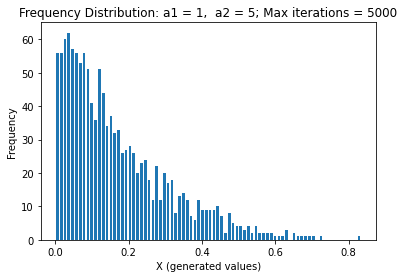 Frequency Distribution: a1 = 1,  a2 = 5; Max iterations = 5000
60
50
40
30
20
10
0
Frequency
0.0 0.2 0.4 0.6 0.8
X (generated values)